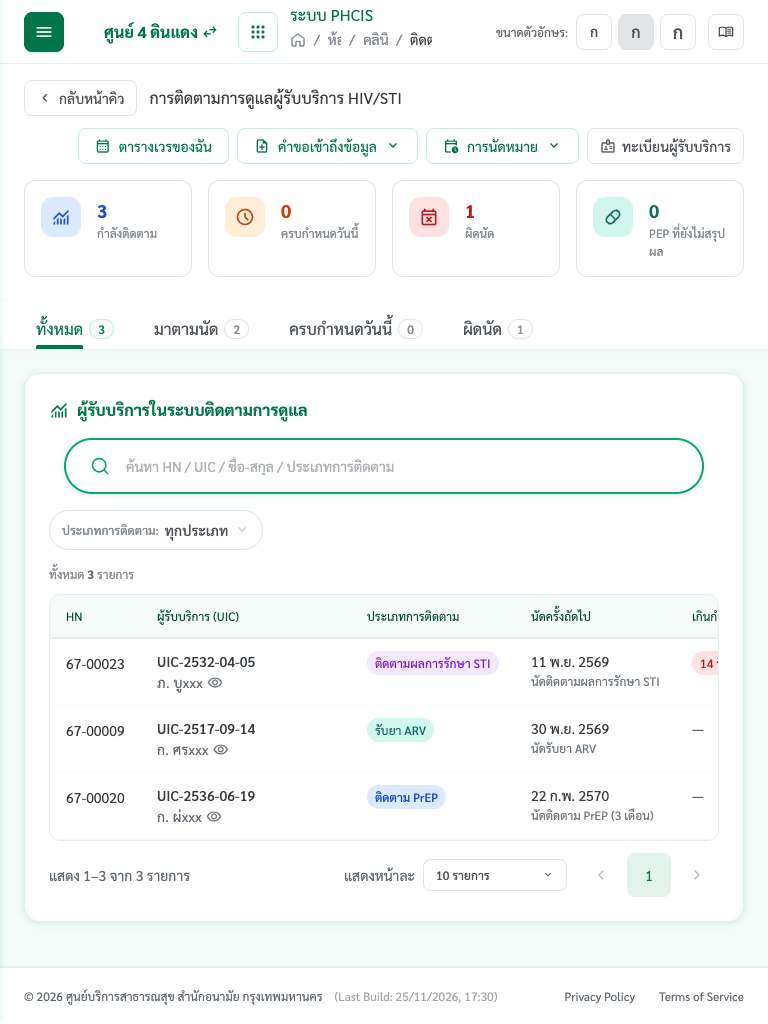 ศูนย์ 4 ดินแดง
ระบบ PHCIS
/ ห้ / คลินิ / ติดต
ขนาดตัวอักษร: ก ก ก
กลับหน้าคิว
การติดตามการดูแลผู้รับบริการ HIV/STI
ตารางเวรของฉัน
คำขอเข้าถึงข้อมูล
การนัดหมาย
ทะเบียนผู้รับบริการ
3
กำลังติดตาม
0
ครบกำหนดวันนี้
1
ผิดนัด
0
PEP ที่ยังไม่สรุป
ผล
ทั้งหมด 3
มาตามนัด 2
ครบกำหนดวันนี้ 0
ผิดนัด 1
ผู้รับบริการในระบบติดตามการดูแล
ค้นหา HN / UIC / ชื่อ-สกุล / ประเภทการติดตาม
ประเภทการติดตาม: ทุกประเภท
ทั้งหมด 3 รายการ
HN ผู้รับบริการ (UIC) ประเภทการติดตาม นัดครั้งถัดไป เกินกำ
67-00023 UIC-2532-04-05 ติดตามผลการรักษา STI 11 พ.ย. 2569 14
ภ. บูxxx นัดติดตามผลการรักษา STI
67-00009 UIC-2517-09-14 รับยา ARV 30 พ.ย. 2569 —
ก. ศรxxx นัดรับยา ARV
67-00020 UIC-2536-06-19 ติดตาม PrEP 22 ก.พ. 2570 —
ก. ผ่xxx นัดติดตาม PrEP (3 เดือน)
แสดง 1–3 จาก 3 รายการ
แสดงหน้าละ 10 รายการ
1
© 2026 ศูนย์บริการสาธารณสุข สำนักอนามัย กรุงเทพมหานคร (Last Build: 25/11/2026, 17:30)
Privacy Policy
Terms of Service